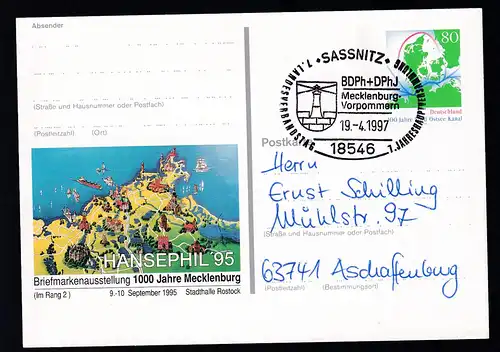 Absender
80
(Straße und Hausnummer oder Postfach)
(Postleitzahl) (Ort)
7. LANDESVERBANDSTAG
• SASSNITZ •
BDPh+DPhJ
Mecklenburg-
Vorpommern
19.-4.1997
18546
Deutschland
Ostsee-Kanal
Postkarte
Herrn
Ernst Schilling
Mühlstr. 97
(Straße und Hausnummer oder Postfach)
63741 Aschaffenburg
(Postleitzahl) (Bestimmungsort)
HANSEPHIL '95
Briefmarkenausstellung 1000 Jahre Mecklenburg
(Im Rang 2) 9.-10 September 1995 Stadthalle Rostock